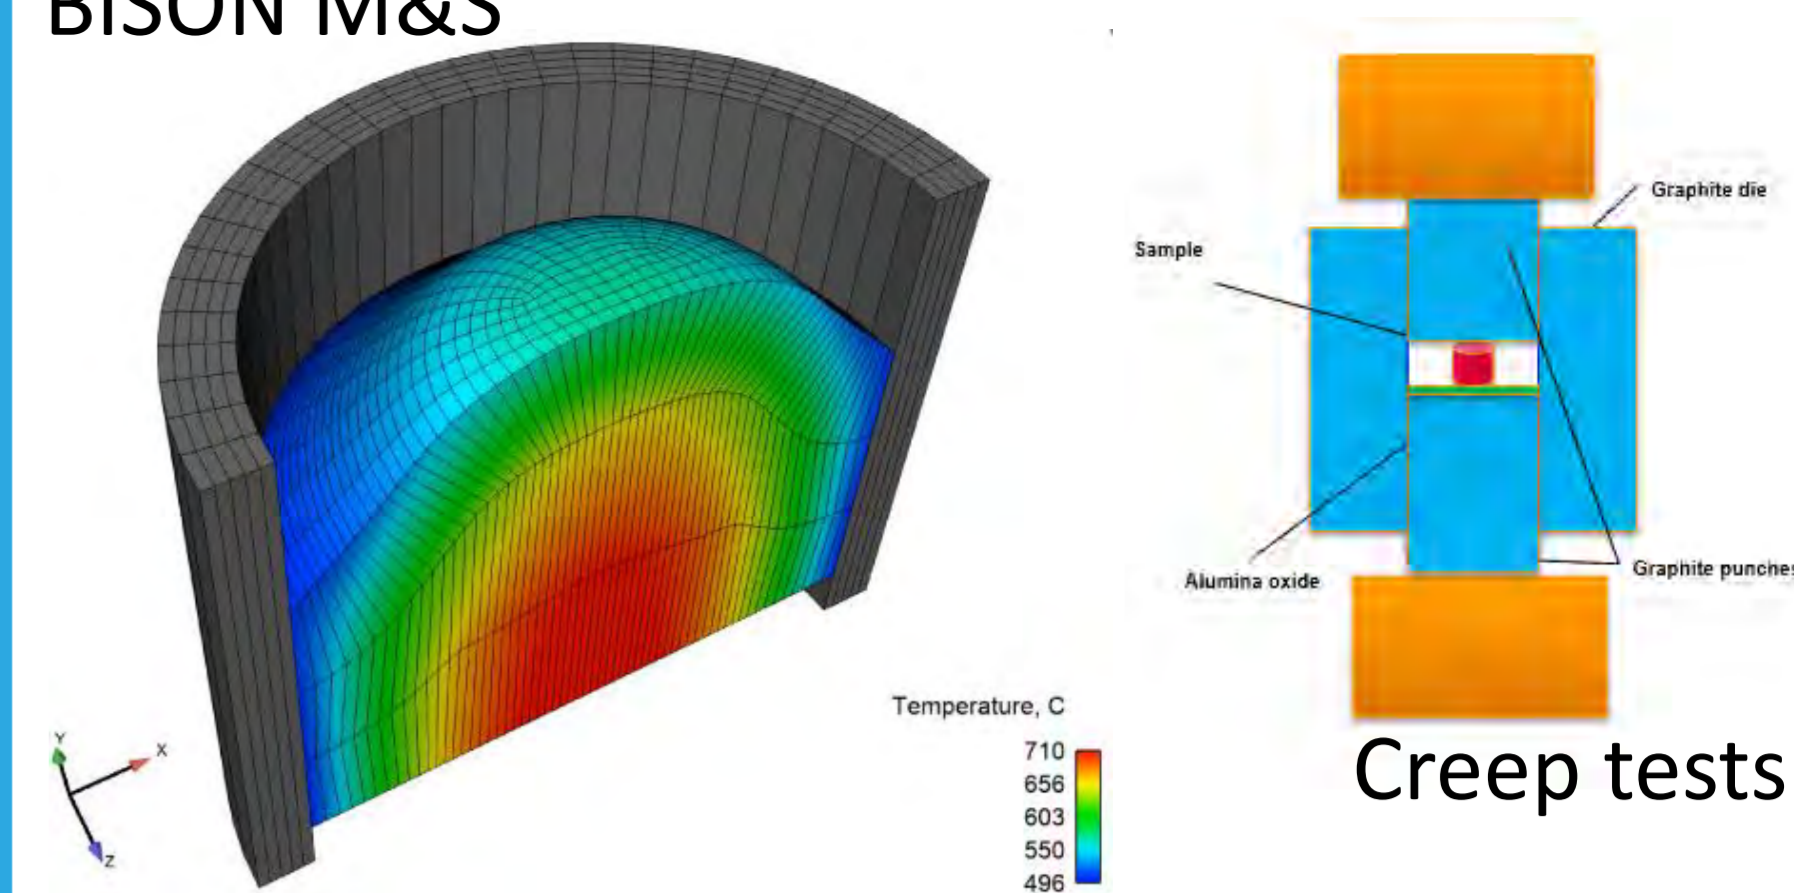 BISON M&S
Graphite die
Sample
Alumina oxide
Graphite punches
Temperature, C
710
656
603
550
496
Y
X
Z
Creep tests